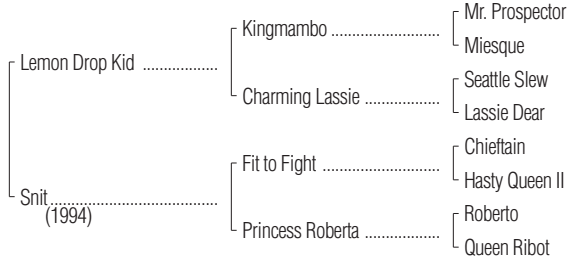 Mr. Prospector
Kingmambo ....................
Miesque
Lemon Drop Kid ..................
Seattle Slew
Charming Lassie ..................
Lassie Dear
Chieftain
Fit to Fight .....................
Hasty Queen II
Snit........................................
(1994)
Roberto
Princess Roberta ..................
Queen Ribot